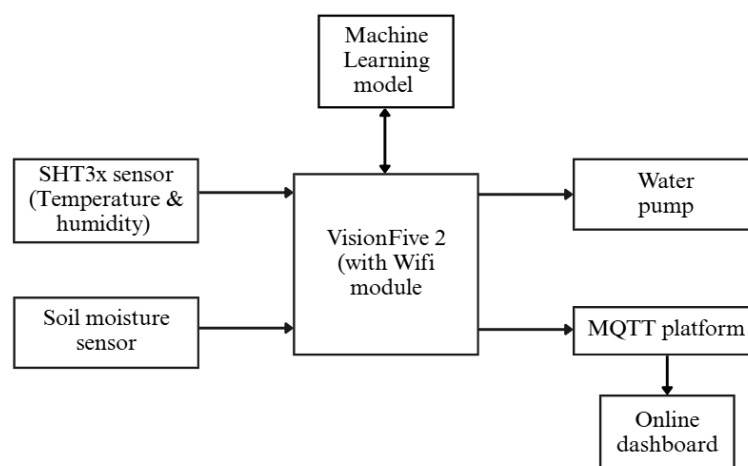 Machine
Learning
model
SHT3x sensor
(Temperature &
humidity)
VisionFive 2
(with Wifi
module
Water
pump
Soil moisture
sensor
MQTT platform
Online
dashboard